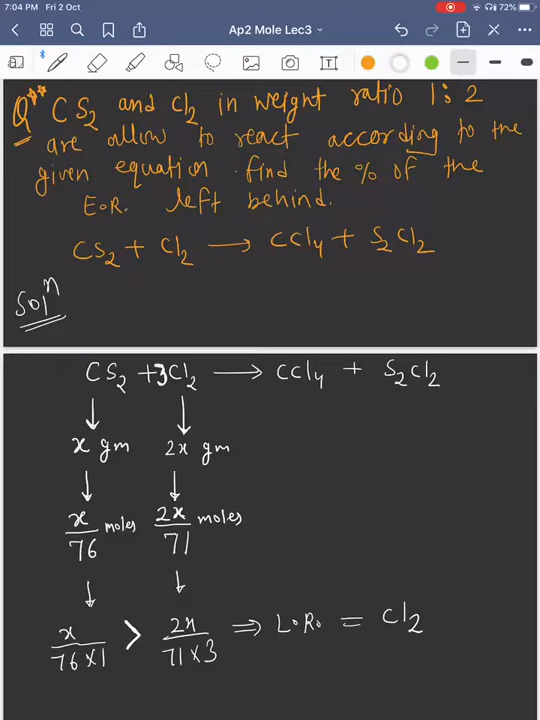 7:04 PM Fri 2 Oct 72%
Ap2 Mole Lec3
Q** CS2 and Cl2 in weight ratio 1:2
are allow to react according to the
given equation . find the % of the
E.R. left behind.
CS2 + Cl2 → CCl4 + S2Cl2
Solⁿ
CS2 + 3Cl2 → CCl4 + S2Cl2
↓ ↓
x gm 2x gm
↓ ↓
x/76 moles 2x/71 moles
↓ ↓
x/76×1 > 2x/71×3 ⇒ L.R. = Cl2